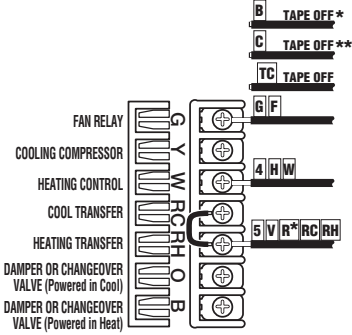 B TAPE OFF*
C TAPE OFF**
TC TAPE OFF
FAN RELAY G G F
COOLING COMPRESSOR Y
HEATING CONTROL W 4 H W
COOL TRANSFER RC
HEATING TRANSFER RH 5 V R* RC RH
DAMPER OR CHANGEOVER
VALVE (Powered in Cool) O
DAMPER OR CHANGEOVER
VALVE (Powered in Heat) B